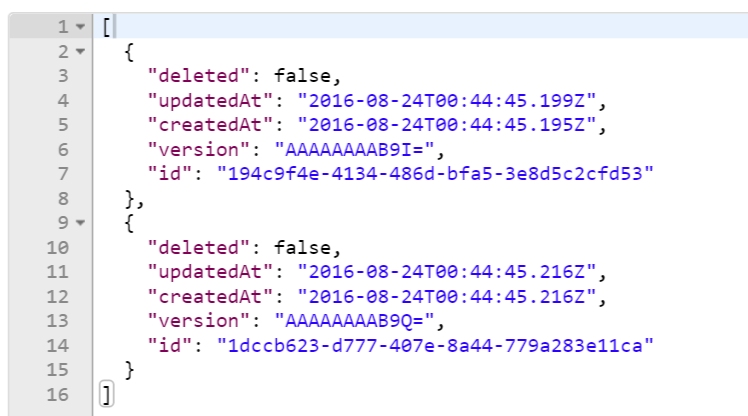 1 [
2 {
3 "deleted": false,
4 "updatedAt": "2016-08-24T00:44:45.199Z",
5 "createdAt": "2016-08-24T00:44:45.195Z",
6 "version": "AAAAAAAAB9I=",
7 "id": "194c9f4e-4134-486d-bfa5-3e8d5c2cfd53"
8 },
9 {
10 "deleted": false,
11 "updatedAt": "2016-08-24T00:44:45.216Z",
12 "createdAt": "2016-08-24T00:44:45.216Z",
13 "version": "AAAAAAAAB9Q=",
14 "id": "1dccb623-d777-407e-8a44-779a283e11ca"
15 }
16 ]